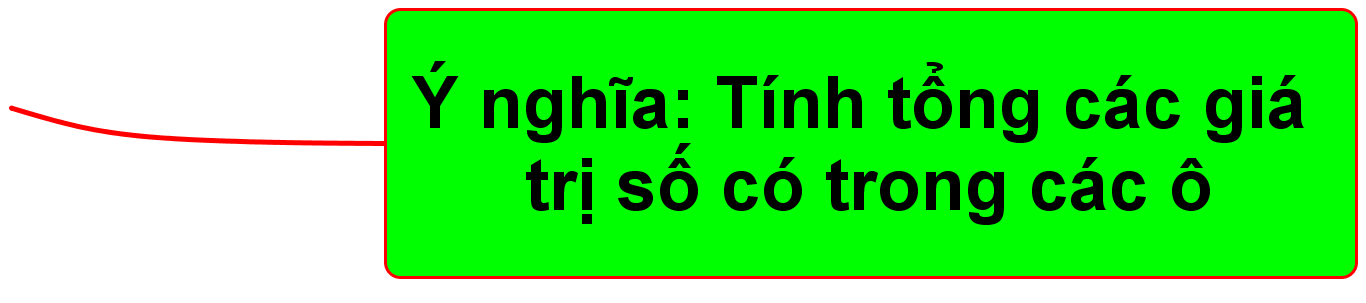 Ý nghĩa: Tính tổng các giá
trị số có trong các ô